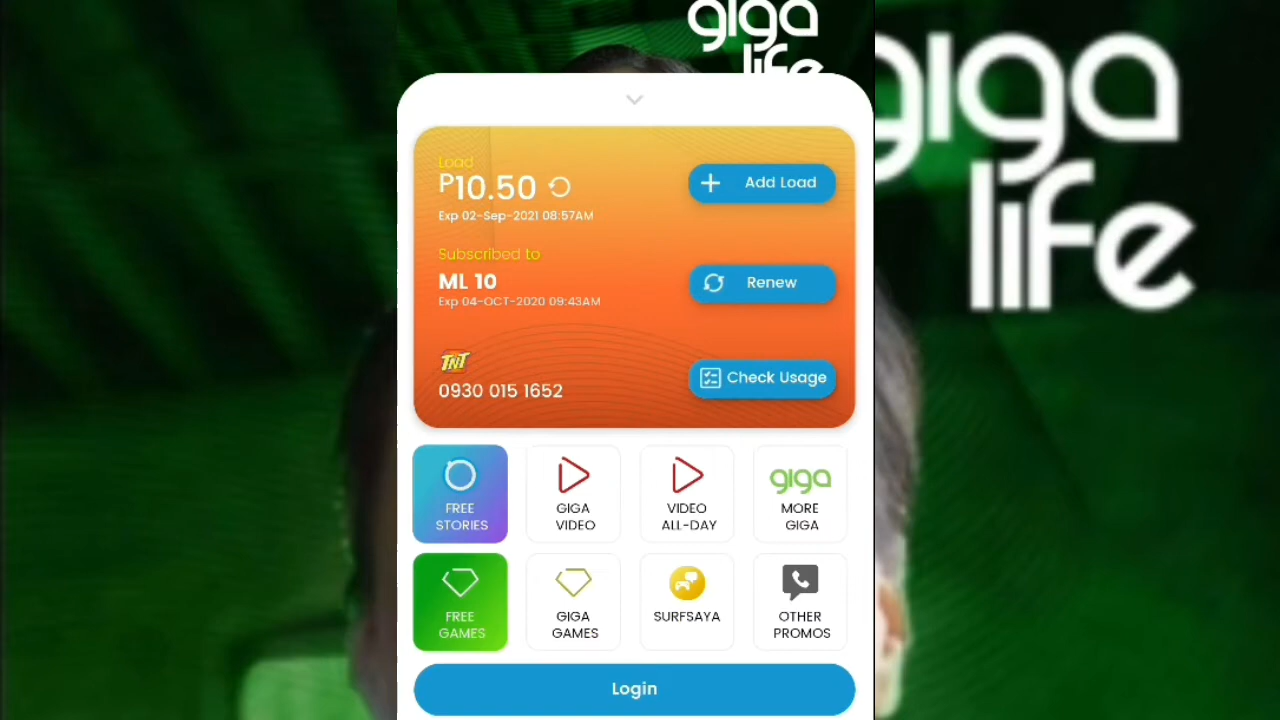 giga
life
giga
life
Load
P10.50
Add Load
Exp 02-Sep-2021 08:57AM
Subscribed to
ML 10
Renew
Exp 04-OCT-2020 09:43AM
TNT
0930 015 1652
Check Usage
FREE
STORIES
GIGA
VIDEO
VIDEO
ALL-DAY
giga
MORE
GIGA
FREE
GAMES
GIGA
GAMES
SURFSAYA
OTHER
PROMOS
Login